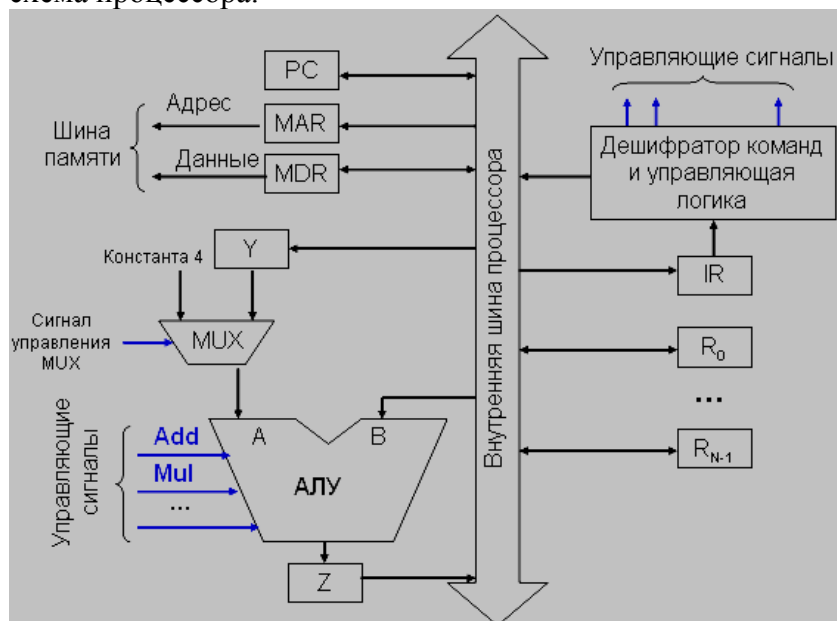 схема процессора.
Управляющие сигналы
PC
Адрес
MAR
Шина
памяти
Данные
MDR
Дешифратор команд
и управляющая
логика
Внутренняя шина процессора
Константа 4
Y
IR
Сигнал
управления
MUX
MUX
R0
...
RN-1
Управляющие
сигналы
Add
Mul
...
A
B
АЛУ
Z